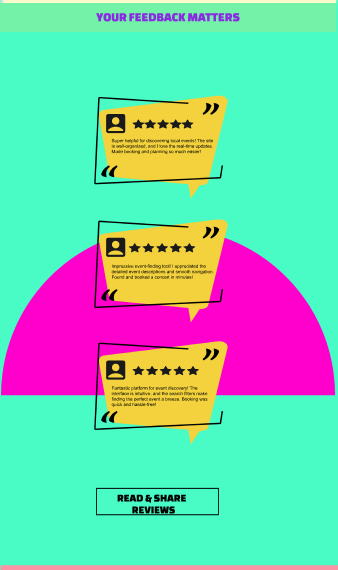 YOUR FEEDBACK MATTERS
Super helpful for discovering local events! The site
is well-organized, and I love the real-time updates.
Made booking and planning so much easier!
Impressive event-finding tool! I appreciated the
detailed event descriptions and smooth navigation.
Found and booked a concert in minutes!
Fantastic platform for event discovery! The
interface is intuitive, and the search filters make
finding the perfect event a breeze. Booking was
quick and hassle-free!
READ & SHARE
REVIEWS